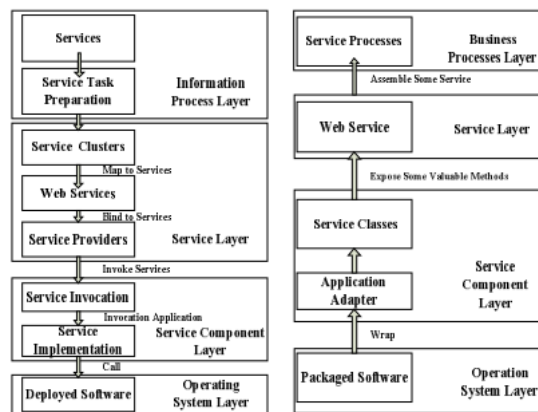 Services
Service Task
Preparation
Information
Process Layer
Service Clusters
Map to Services
Web Services
Bind to Services
Service Providers
Service Layer
Invoke Services
Service Invocation
Invocation Application
Service
Implementation
Service Component
Layer
Call
Deployed Software
Operating
System Layer
Service Processes
Business
Processes Layer
Assemble Some Service
Web Service
Service Layer
Expose Some Valuable Methods
Service Classes
Application
Adapter
Service
Component
Layer
Wrap
Packaged Software
Operation
System Layer